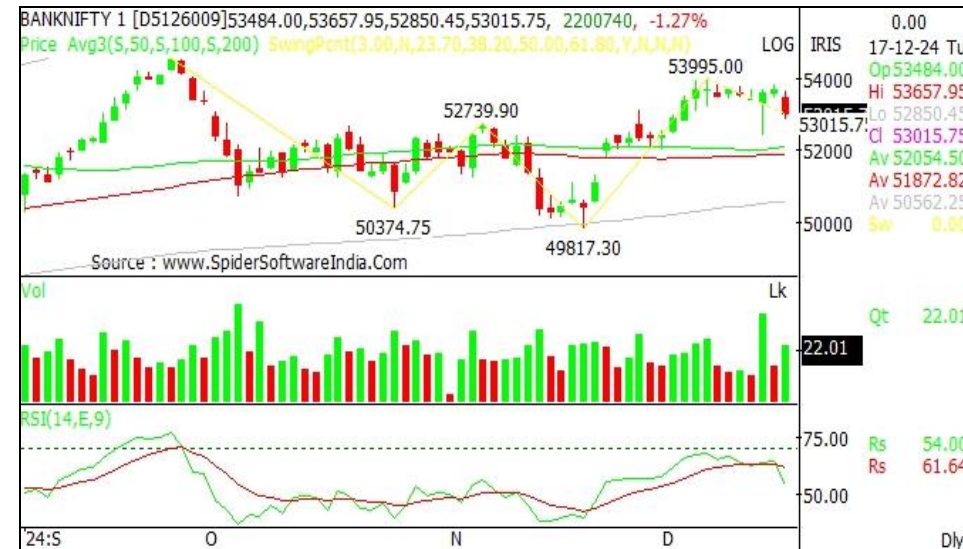 BANKNIFTY 1 [D5126009]53484.00,53657.95,52850.45,53015.75, 2200740, -1.27%
Price Avg3(S,50,S,100,S,200) SwingPcnt(3.00,N,23.70,38.20,50.00,61.80,Y,N,N,N) LOG
53995.00
52739.90
50374.75
49817.30
Source : www.SpiderSoftwareIndia.Com
54000
53015.75
52000
50000
IRIS
0.00
17-12-24 Tu
Op 53484.00
Hi 53657.95
Lo 52850.45
Cl 53015.75
Av 52054.50
Av 51872.82
Av 50562.25
Sw 0.00
Vol Lk
22.01
Qt 22.01
RSI(14,E,9)
75.00
50.00
Rs 54.00
Rs 61.64
'24:S O N D Dly